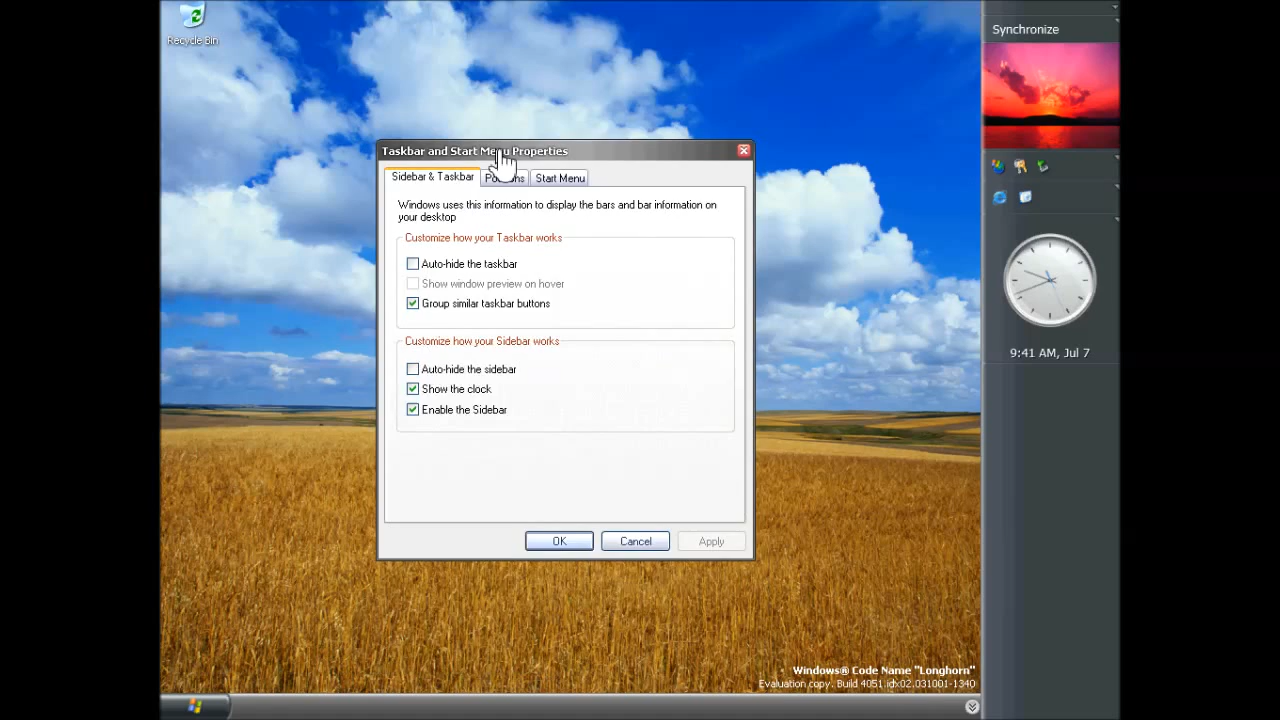 Recycle Bin
Synchronize
Taskbar and Start Menu Properties
Sidebar & Taskbar
Start Menu
Windows uses this information to display the bars and bar information on
your desktop
Customize how your Taskbar works
Auto-hide the taskbar
Show window preview on hover
Group similar taskbar buttons
Customize how your Sidebar works
Auto-hide the sidebar
Show the clock
Enable the Sidebar
OK
Cancel
Apply
9:41 AM, Jul 7
Windows® Code Name "Longhorn"
Evaluation copy. Build 4051.idx02.031001-1340